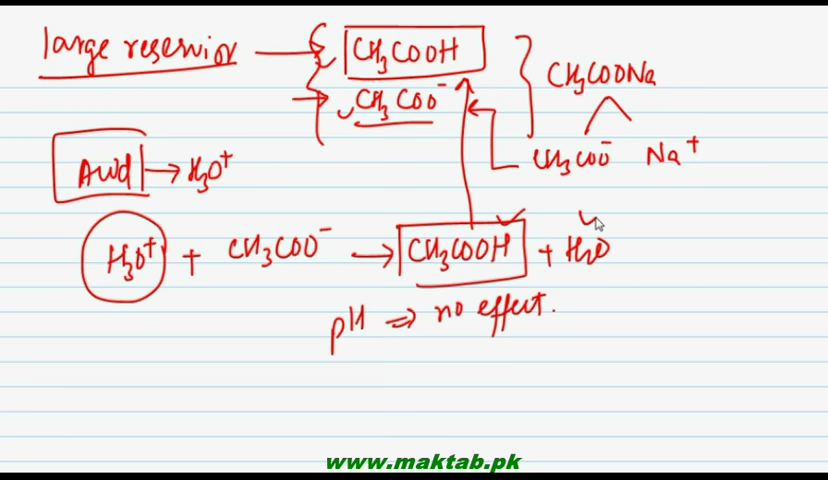 large reservior → CH₃COOH
CH₃COO⁻
CH₃COONa
CH₃COO⁻ Na⁺
Acid → H₃O⁺
H₃O⁺ + CH₃COO⁻ → CH₃COOH + H₂O
pH ⇒ no effect.
www.maktab.pk